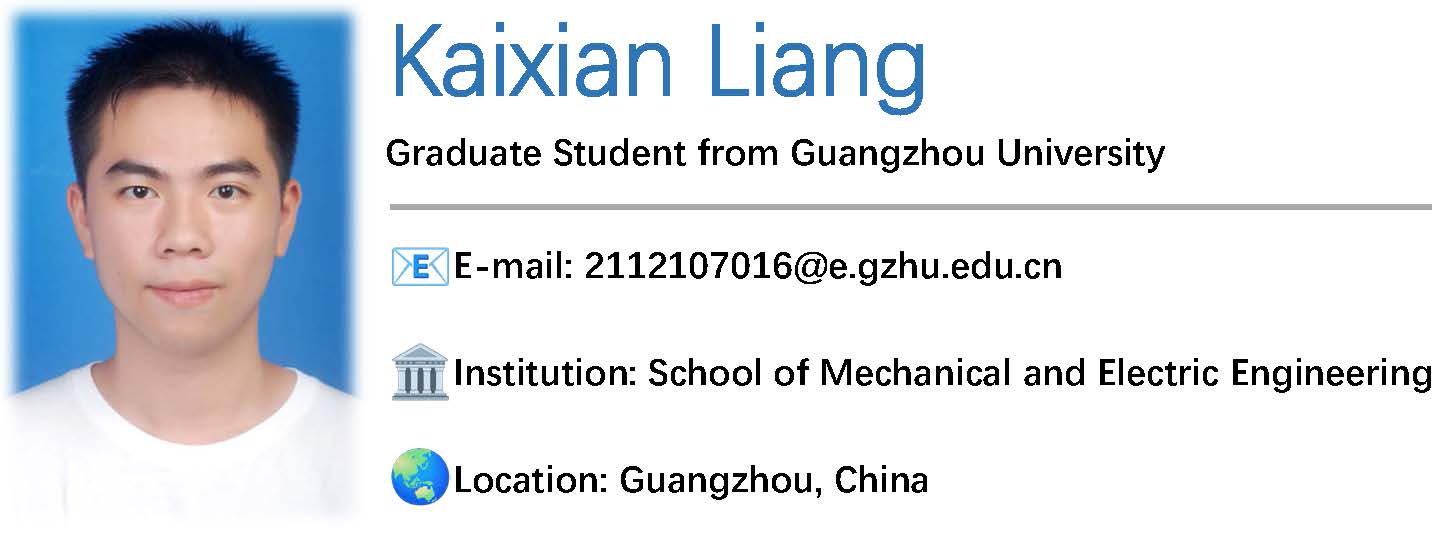 Kaixian Liang
Graduate Student from Guangzhou University
E-mail: 2112107016@e.gzhu.edu.cn
Institution: School of Mechanical and Electric Engineering
Location: Guangzhou, China